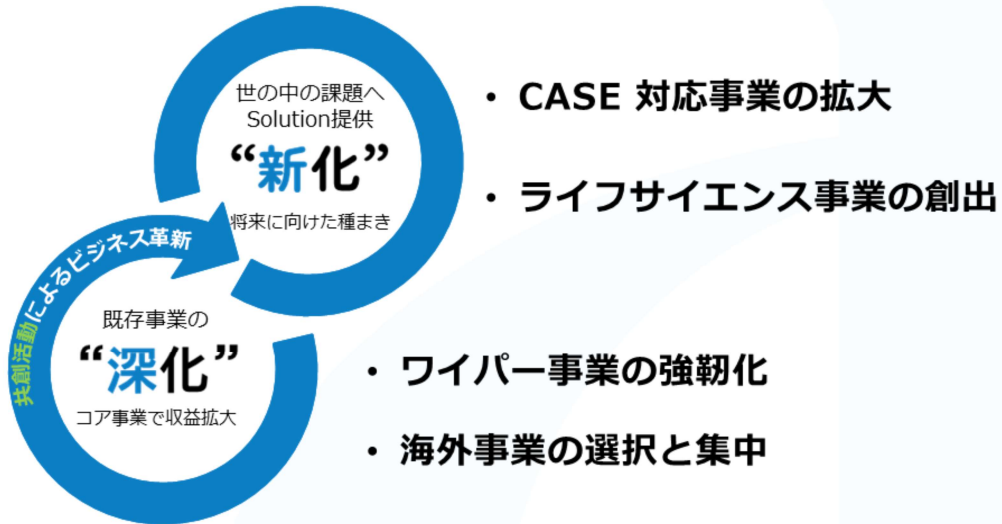 世の中の課題へ
Solution提供
“新化”
将来に向けた種まき
• CASE 対応事業の拡大
• ライフサイエンス事業の創出
共創活動によるビジネス革新
既存事業の
“深化”
コア事業で収益拡大
• ワイパー事業の強靭化
• 海外事業の選択と集中